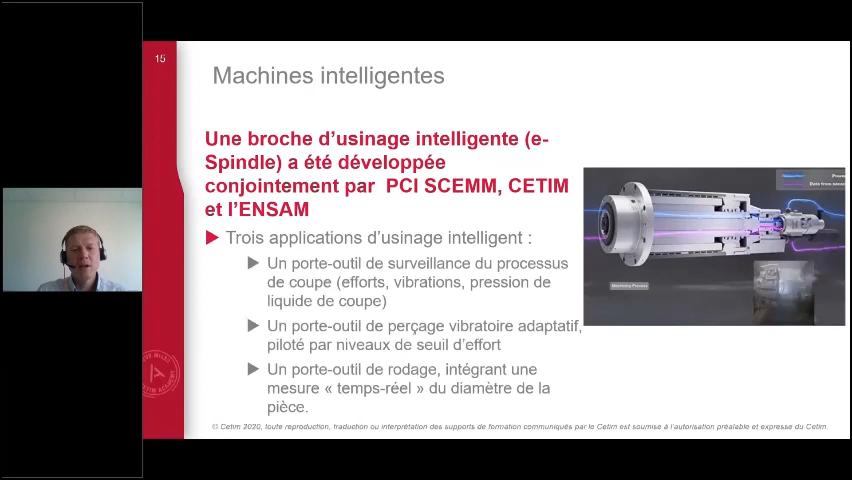 15
Machines intelligentes
Une broche d'usinage intelligente (e-
Spindle) a été développée
conjointement par PCI SCEMM, CETIM
et l'ENSAM
Trois applications d'usinage intelligent :
Un porte-outil de surveillance du processus
de coupe (efforts, vibrations, pression de
liquide de coupe)
Un porte-outil de perçage vibratoire adaptatif,
piloté par niveaux de seuil d'effort
Un porte-outil de rodage, intégrant une
mesure « temps-réel » du diamètre de la
pièce.
Data from
Machining Process
© Cetim 2020, toute reproduction, traduction ou interprétation des supports de formation communiqués par le Cetim est soumise à l'autorisation préalable et expresse du Cetim.